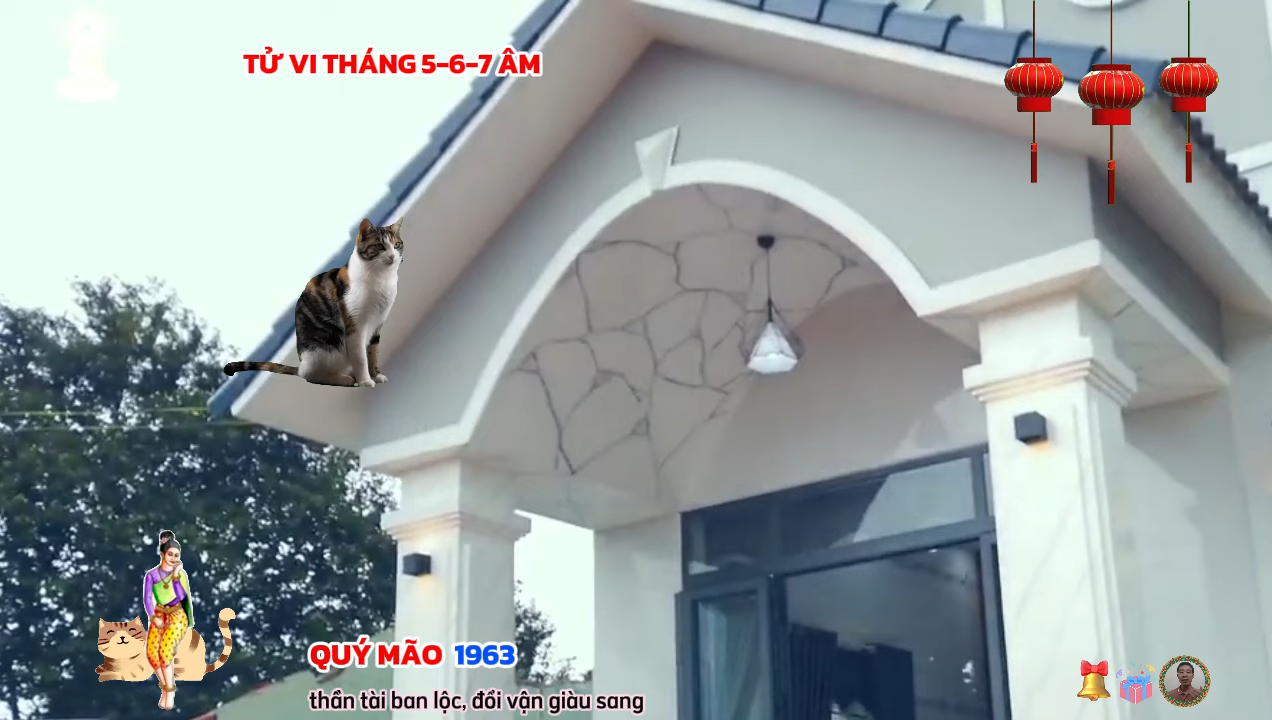 TỬ VI THÁNG 5-6-7 ÂM
QUÝ MÃO 1963
thần tài ban lộc, đổi vận giàu sang